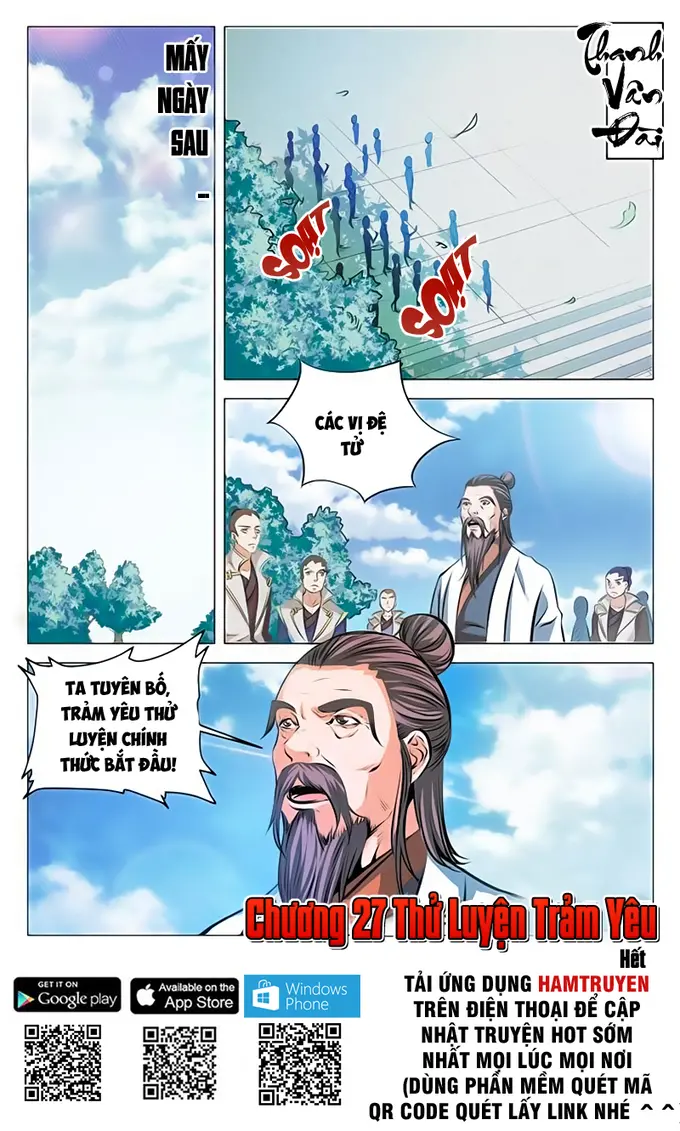 MẤY
NGÀY
SAU
...
Thanh
Vân
Đài
SOẠT
SOẠT
CÁC VỊ ĐỆ
TỬ
TA TUYÊN BỐ,
TRẢM YÊU THỬ
LUYỆN CHÍNH
THỨC BẮT ĐẦU!
Chương 27 Thử Luyện Trảm Yêu
Hết
GET IT ON
Google play
Available on the
App Store
Windows
Phone
TẢI ỨNG DỤNG HAMTRUYEN
TRÊN ĐIỆN THOẠI ĐỂ CẬP
NHẬT TRUYỆN HOT SỚM
NHẤT MỌI LÚC MỌI NƠI
(DÙNG PHẦN MỀM QUÉT MÃ
QR CODE QUÉT LẤY LINK NHÉ ^ ^)